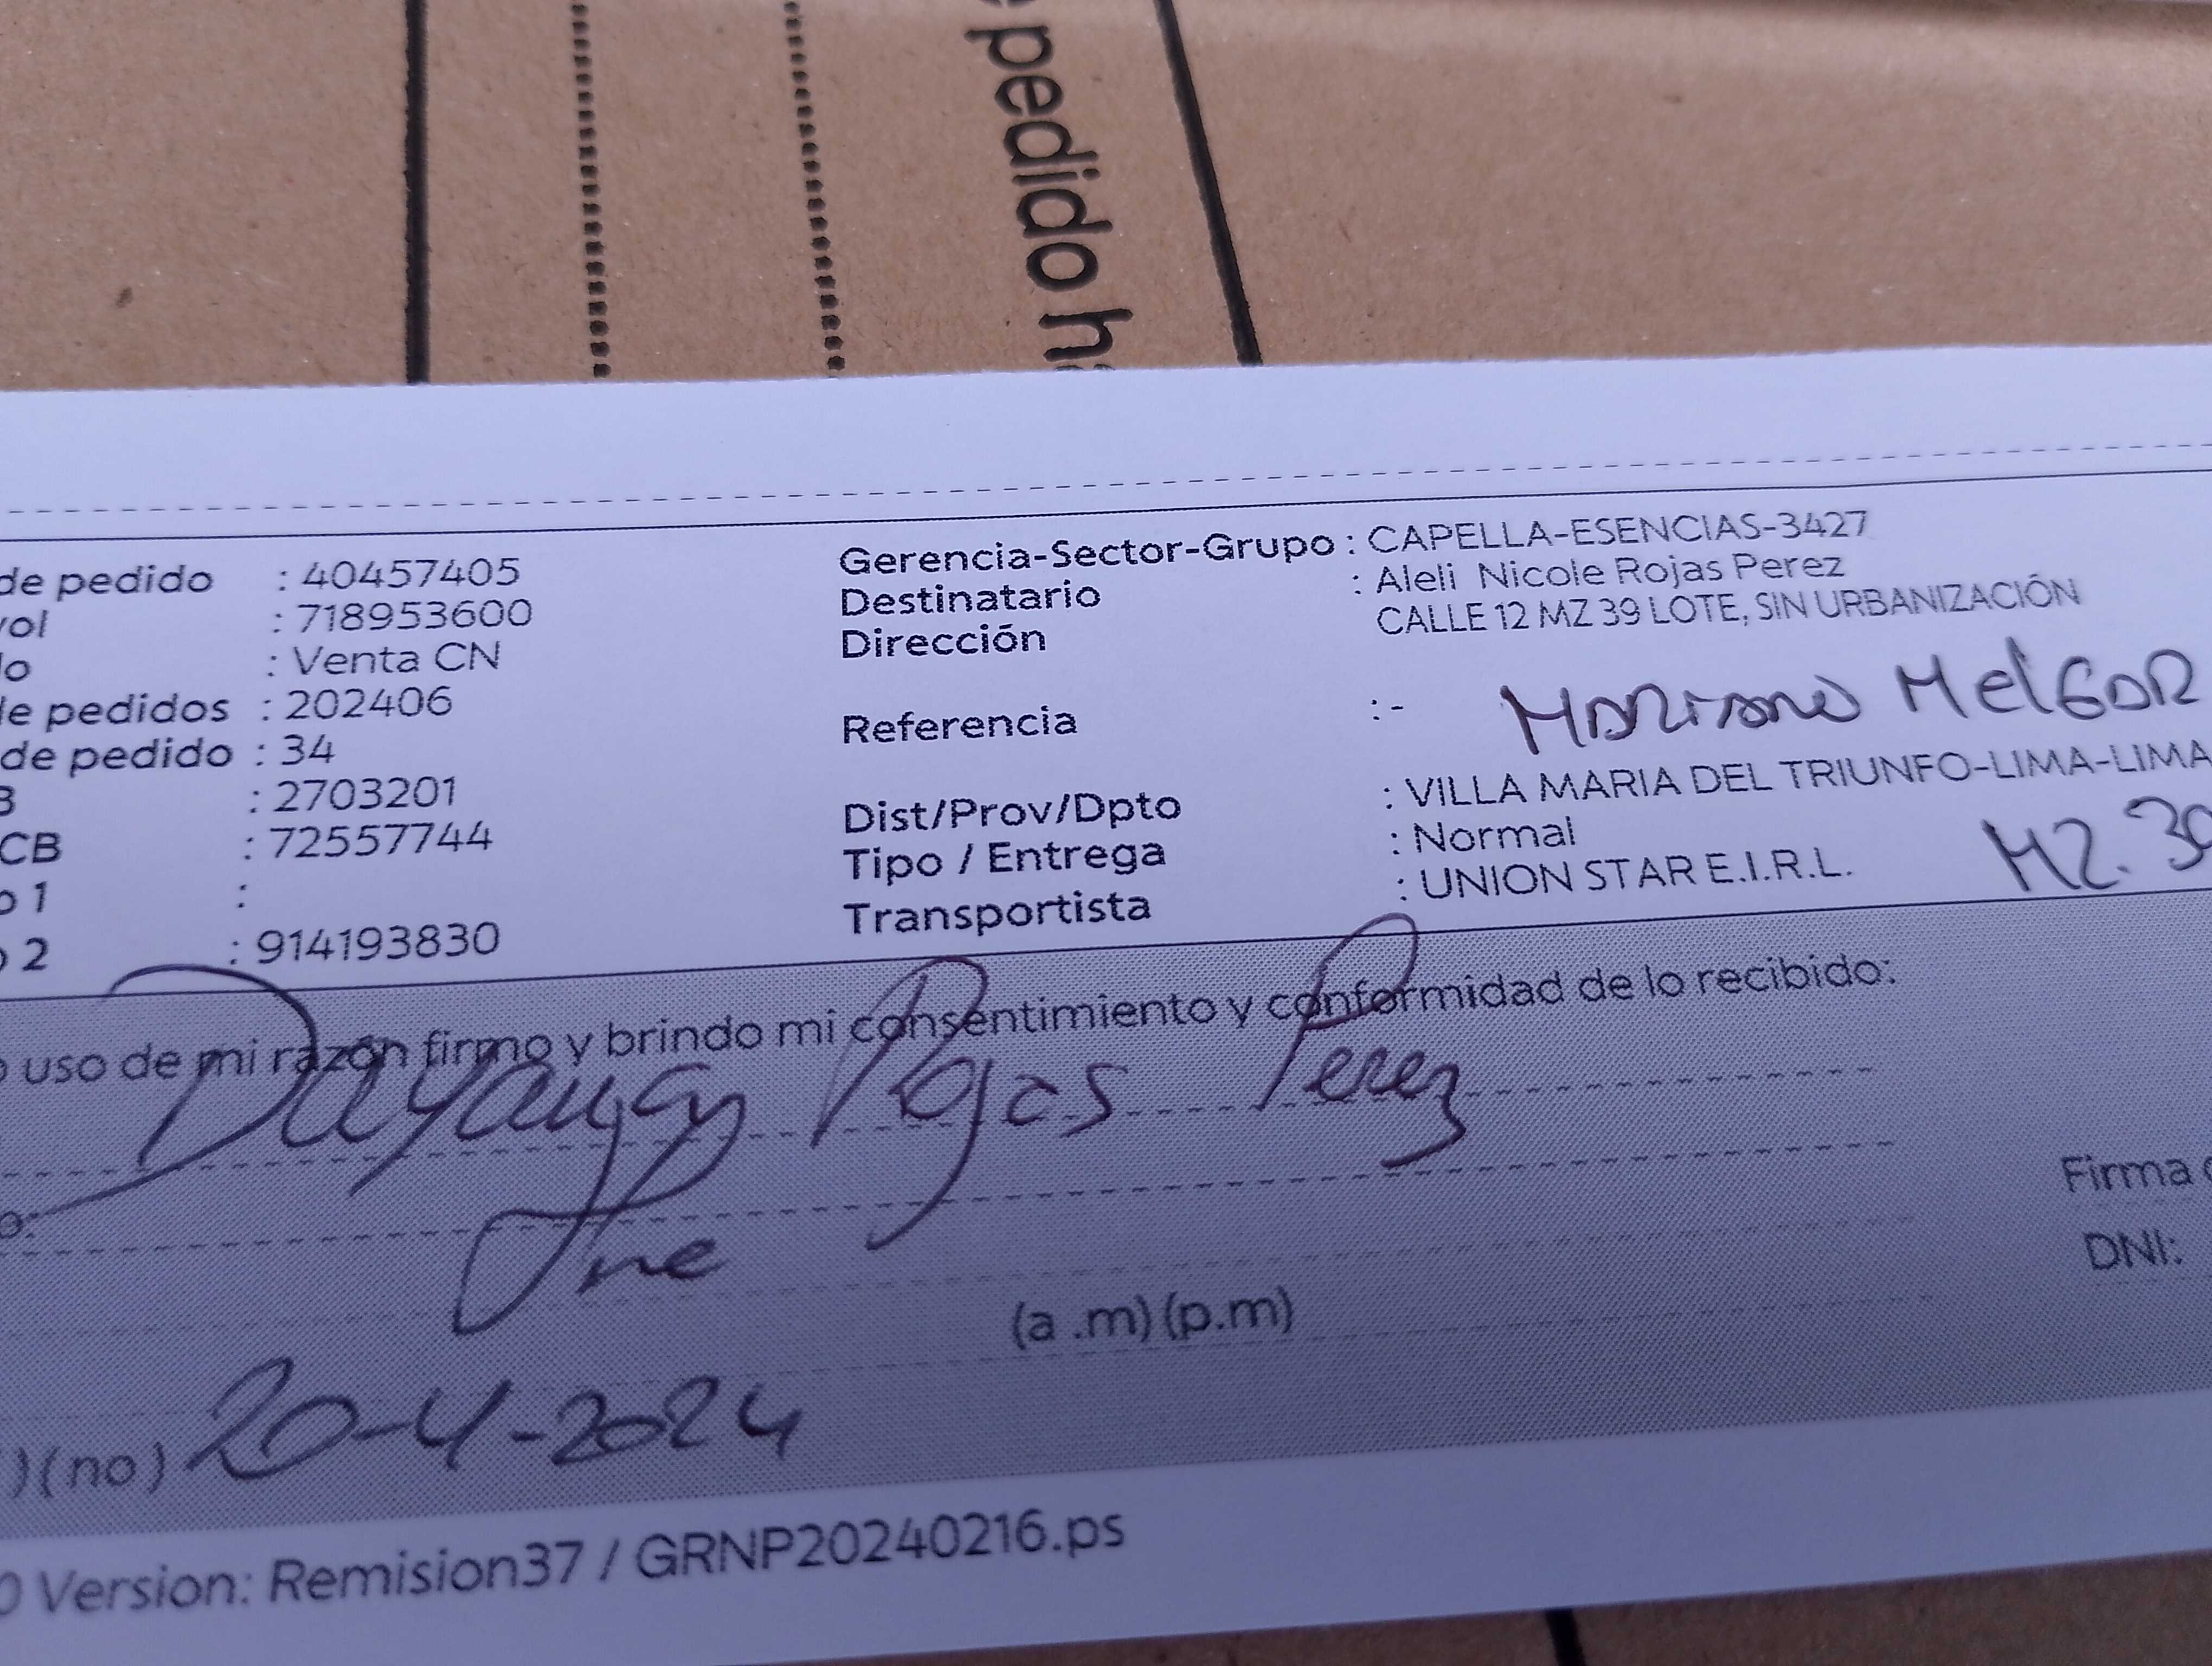 pedido
de pedido : 40457405
: 718953600
: Venta CN
de pedidos : 202406
de pedido : 34
: 2703201
CB : 72557744
1 :
2 : 914193830
Gerencia-Sector-Grupo : CAPELLA-ESENCIAS-3427
Destinatario : Aleli Nicole Rojas Perez
Dirección CALLE 12 MZ 39 LOTE, SIN URBANIZACIÓN
Referencia : -
Mariano Melgar
Dist/Prov/Dpto : VILLA MARIA DEL TRIUNFO-LIMA-LIMA
Tipo / Entrega : Normal
Transportista : UNION STAR E.I.R.L.
MZ. 39
uso de mi razón firmo y brindo mi consentimiento y conformidad de lo recibido:
Rojas Perez
Firma
DNI:
(a .m) (p.m)
)(no) 20-4-2024
Version: Remision37 / GRNP20240216.ps